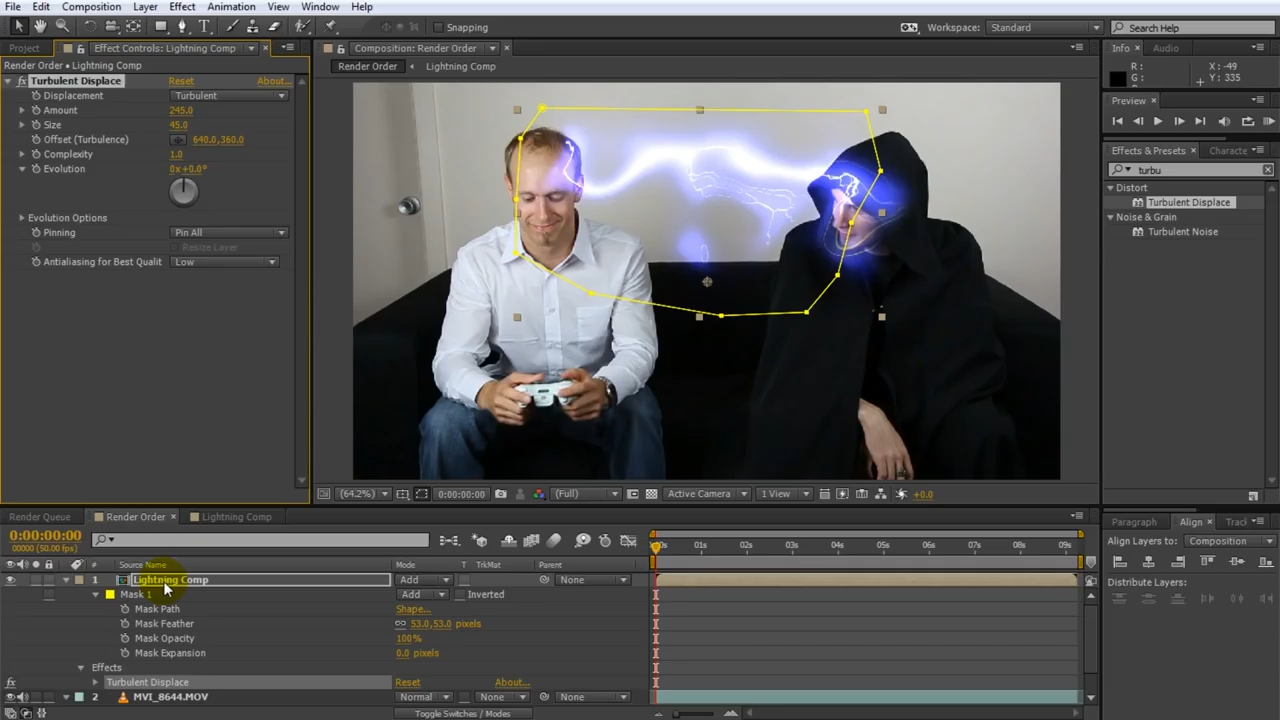 File Edit Composition Layer Effect Animation View Window Help
Snapping
Workspace: Standard
Search Help
Project
Effect Controls: Lightning Comp
Composition: Render Order
Info
Audio
Render Order • Lightning Comp
Render Order
Lightning Comp
R :
G :
X : -49
Y : 335
Turbulent Displace
Reset
About...
Displacement
Turbulent
Amount
245.0
Size
45.0
Offset (Turbulence)
640.0,360.0
Complexity
1.0
Evolution
0x+0.0°
Evolution Options
Pinning
Pin All
Resize Layer
Antialiasing for Best Qualit
Low
Preview
Effects & Presets
Characte
turbu
Distort
Turbulent Displace
Noise & Grain
Turbulent Noise
(64.2%)
0:00:00:00
(Full)
Active Camera
1 View
+0.0
Render Queue
Render Order
Lightning Comp
0:00:00:00
00000 (50.00 fps)
#
Source Name
Mode
T
TrkMat
Parent
01s 02s 03s 04s 05s 06s 07s 08s 09s
1
Lightning Comp
Add
None
Mask 1
Add
Inverted
Mask Path
Shape...
Mask Feather
53.0,53.0 pixels
Mask Opacity
100%
Mask Expansion
0.0 pixels
Effects
Turbulent Displace
Reset
About...
2
MVI_8644.MOV
Normal
None
None
Toggle Switches / Modes
Paragraph
Align
Track
Align Layers to: Composition
Distribute Layers: